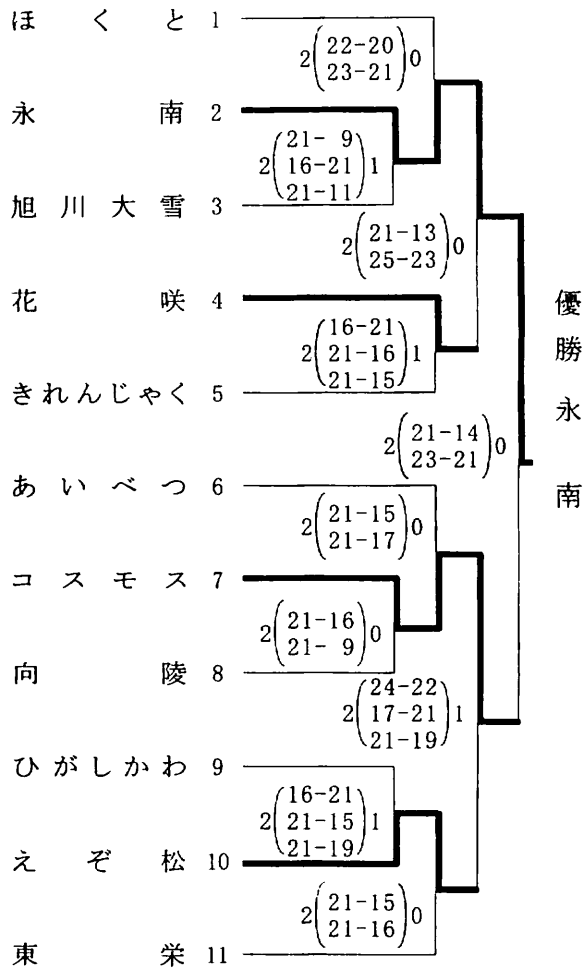 ほくと 1
2(22-20 23-21)0
永南 2
2(21- 9 16-21 21-11)1
旭川大雪 3
2(21-13 25-23)0
花咲 4
2(16-21 21-16 21-15)1
きれんじゃく 5
2(21-14 23-21)0
優勝永南
あいべつ 6
2(21-15 21-17)0
コスモス 7
2(21-16 21- 9)0
向陵 8
2(24-22 17-21 21-19)1
ひがしかわ 9
2(16-21 21-15 21-19)1
えぞ松 10
2(21-15 21-16)0
東栄 11